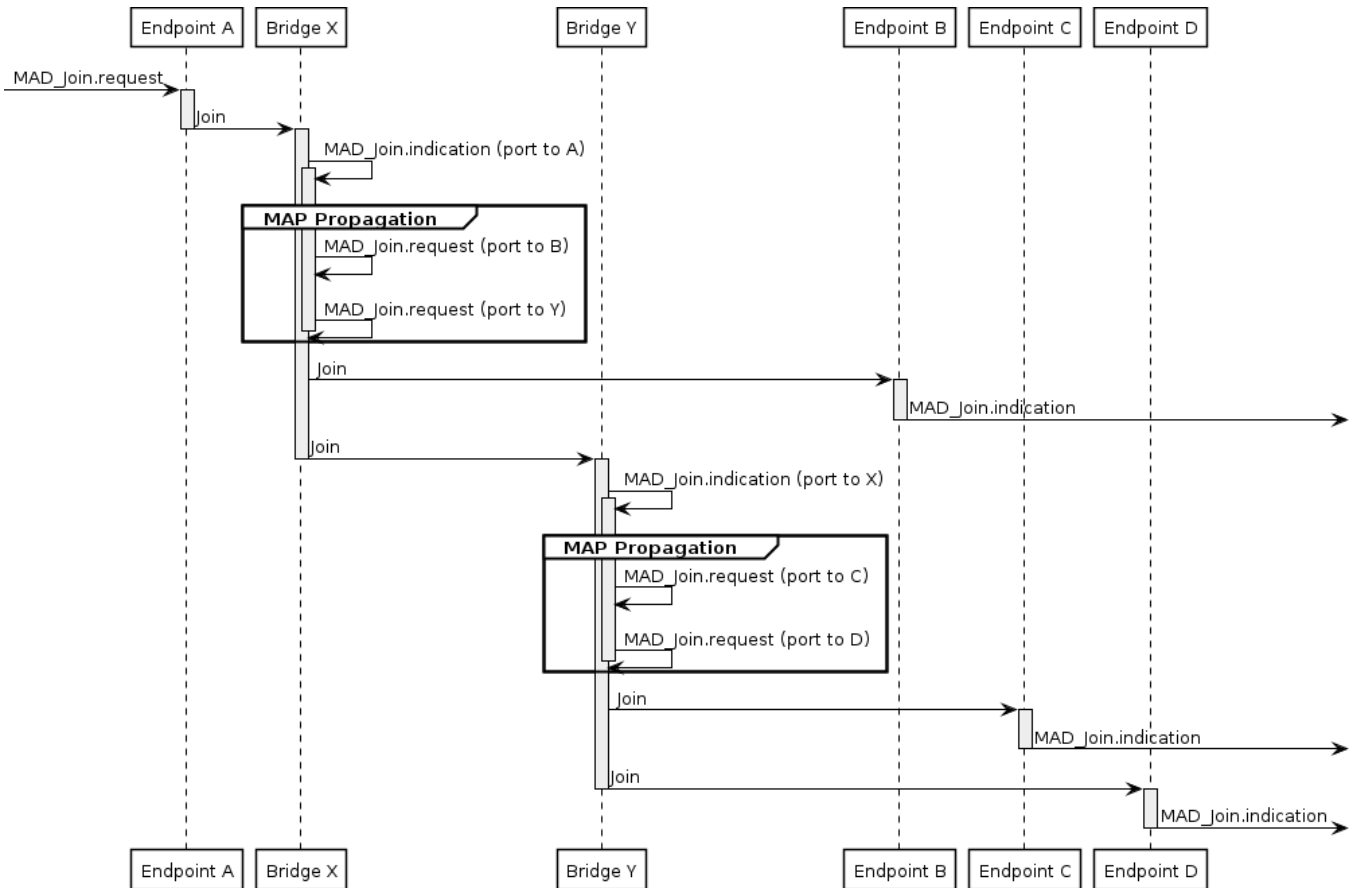 Endpoint A
Bridge X
Bridge Y
Endpoint B
Endpoint C
Endpoint D
MAD_Join.request
Join
MAD_Join.indication (port to A)
MAP Propagation
MAD_Join.request (port to B)
MAD_Join.request (port to Y)
Join
MAD_Join.indication
Join
MAD_Join.indication (port to X)
MAP Propagation
MAD_Join.request (port to C)
MAD_Join.request (port to D)
Join
MAD_Join.indication
Join
MAD_Join.indication
Endpoint A
Bridge X
Bridge Y
Endpoint B
Endpoint C
Endpoint D